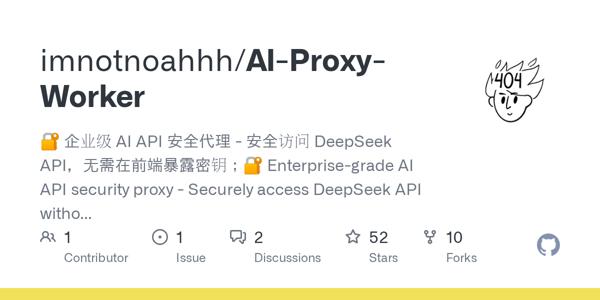 imnotnoahhh/AI-Proxy-
Worker
404
🔐 企业级 AI API 安全代理 - 安全访问 DeepSeek
API，无需在前端暴露密钥；🔐 Enterprise-grade AI
API security proxy - Securely access DeepSeek API
witho...
1 1 2 52 10
Contributor Issue Discussions Stars Forks